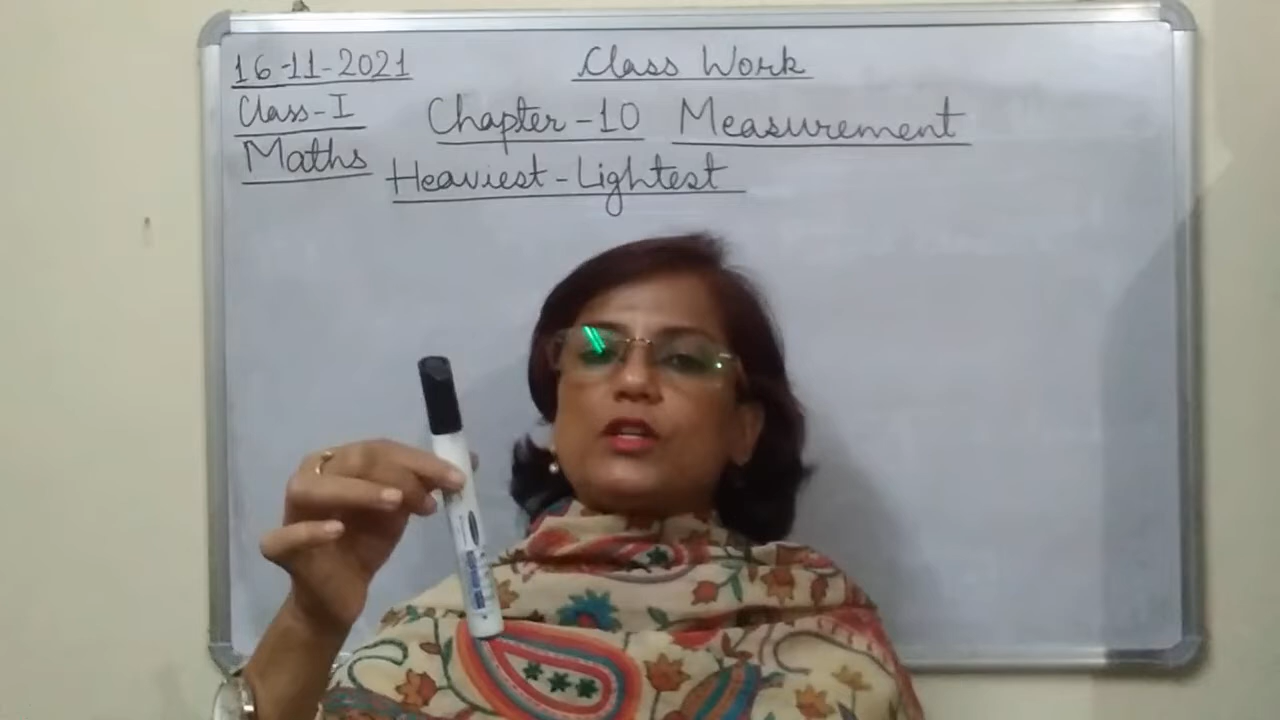 16-11-2021 Class Work
Class-I Chapter-10 Measurement
Maths Heaviest-Lightest